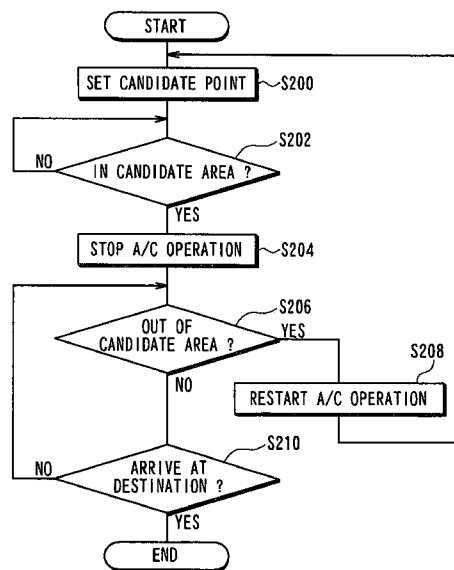 START
SET CANDIDATE POINT
S200
S202
NO
IN CANDIDATE AREA ?
YES
STOP A/C OPERATION
S204
S206
OUT OF
CANDIDATE AREA ?
YES
NO
S208
RESTART A/C OPERATION
S210
NO
ARRIVE AT
DESTINATION ?
YES
END